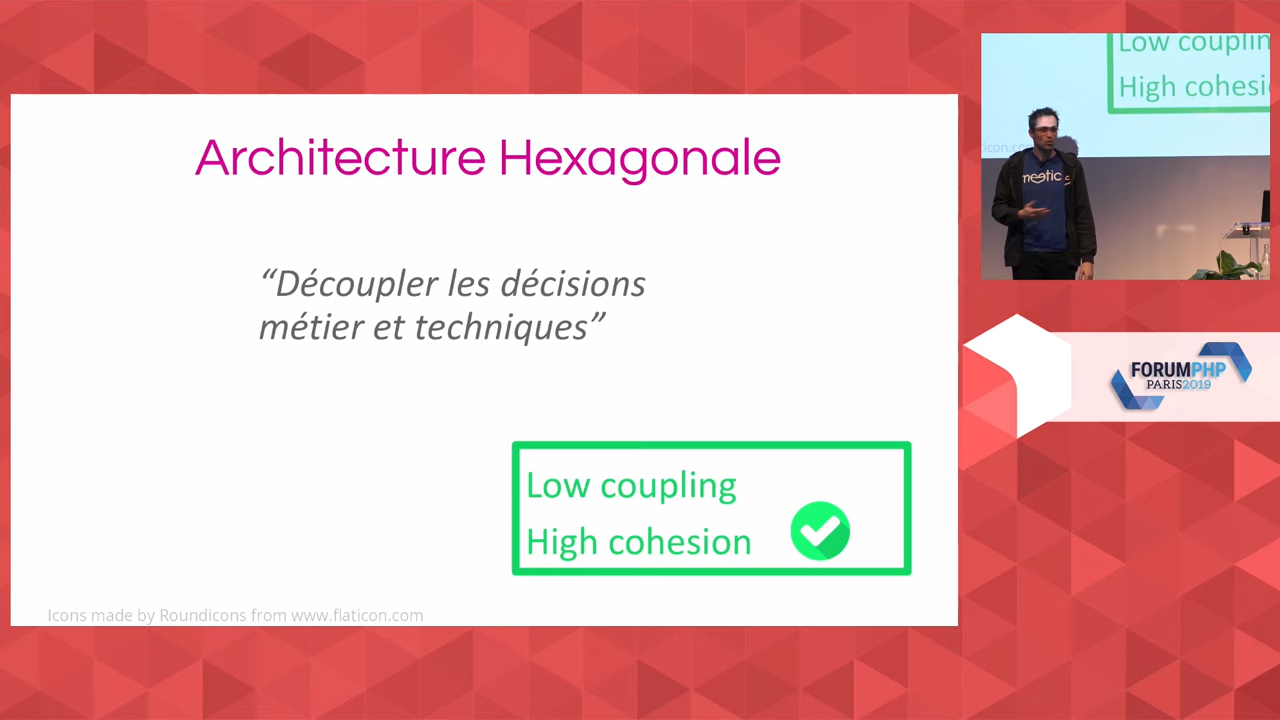 Architecture Hexagonale
“Découpler les décisions
métier et techniques”
Low coupling
High cohesion
Icons made by Roundicons from www.flaticon.com
Low couplin
High cohesi
meetic
FORUMPHP
PARIS2019